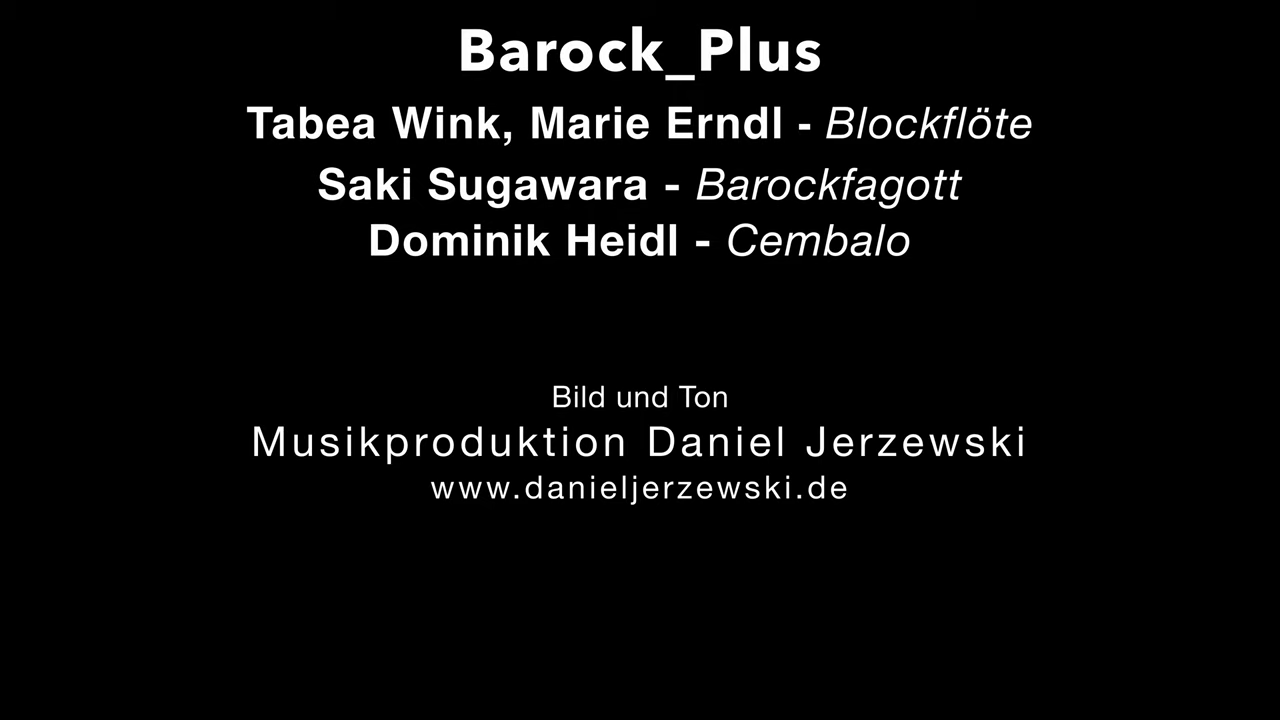 Barock_Plus
Tabea Wink, Marie Erndl - Blockflöte
Saki Sugawara - Barockfagott
Dominik Heidl - Cembalo
Bild und Ton
Musikproduktion Daniel Jerzewski
www.danieljerzewski.de